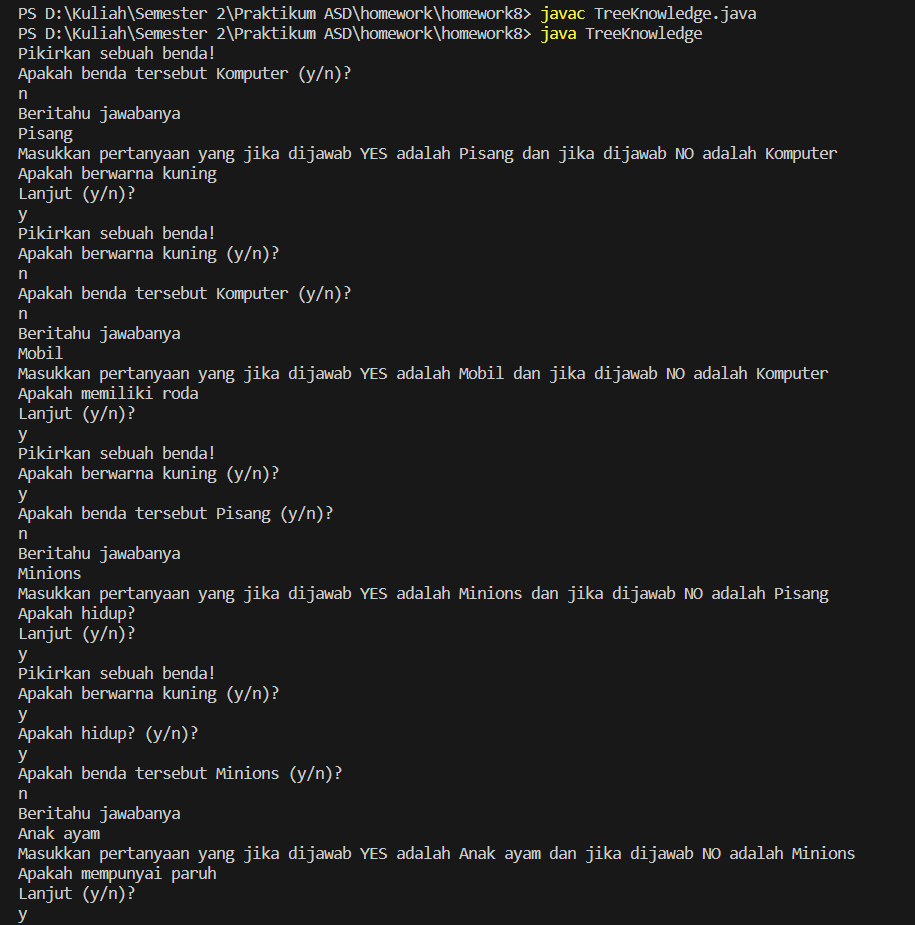 PS D:\Kuliah\Semester 2\Praktikum ASD\homework\homework8> javac TreeKnowledge.java
PS D:\Kuliah\Semester 2\Praktikum ASD\homework\homework8> java TreeKnowledge
Pikirkan sebuah benda!
Apakah benda tersebut Komputer (y/n)?
n
Beritahu jawabanya
Pisang
Masukkan pertanyaan yang jika dijawab YES adalah Pisang dan jika dijawab NO adalah Komputer
Apakah berwarna kuning
Lanjut (y/n)?
y
Pikirkan sebuah benda!
Apakah berwarna kuning (y/n)?
n
Apakah benda tersebut Komputer (y/n)?
n
Beritahu jawabanya
Mobil
Masukkan pertanyaan yang jika dijawab YES adalah Mobil dan jika dijawab NO adalah Komputer
Apakah memiliki roda
Lanjut (y/n)?
y
Pikirkan sebuah benda!
Apakah berwarna kuning (y/n)?
y
Apakah benda tersebut Pisang (y/n)?
n
Beritahu jawabanya
Minions
Masukkan pertanyaan yang jika dijawab YES adalah Minions dan jika dijawab NO adalah Pisang
Apakah hidup?
Lanjut (y/n)?
y
Pikirkan sebuah benda!
Apakah berwarna kuning (y/n)?
y
Apakah hidup? (y/n)?
y
Apakah benda tersebut Minions (y/n)?
n
Beritahu jawabanya
Anak ayam
Masukkan pertanyaan yang jika dijawab YES adalah Anak ayam dan jika dijawab NO adalah Minions
Apakah mempunyai paruh
Lanjut (y/n)?
y